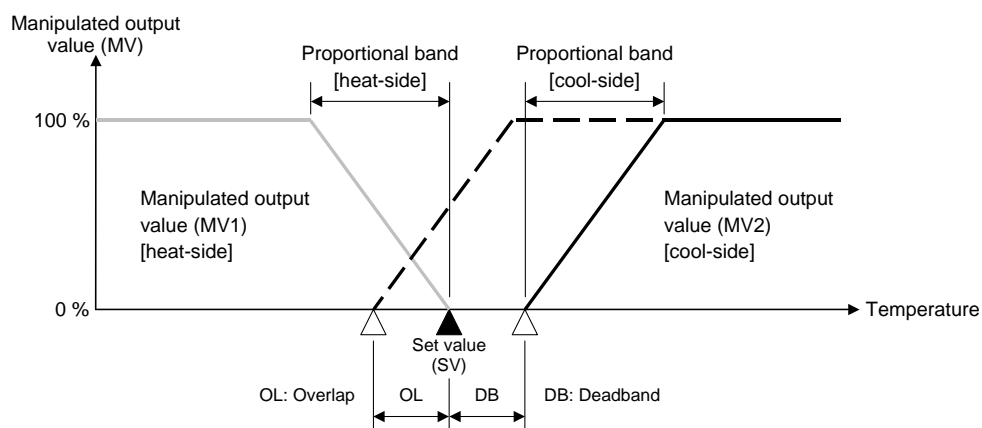 Manipulated output
value (MV)
Proportional band
[heat-side]
Proportional band
[cool-side]
100 %
Manipulated output
value (MV1)
[heat-side]
Manipulated output
value (MV2)
[cool-side]
0 %
Temperature
Set value
(SV)
OL: Overlap
OL
DB
DB: Deadband